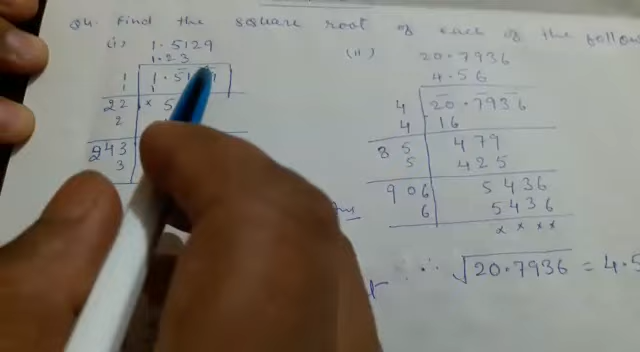 Q4. Find the square root of each of the follow
(i) 1.5129
1.23
1 1.5
1 1
22 * 5
2
243
3
(ii) 20.7936
4.56
4 20.7936
4 16
85 479
5 425
906 5436
6 5436
x x x x
Ans
∴ √20.7936 = 4.5